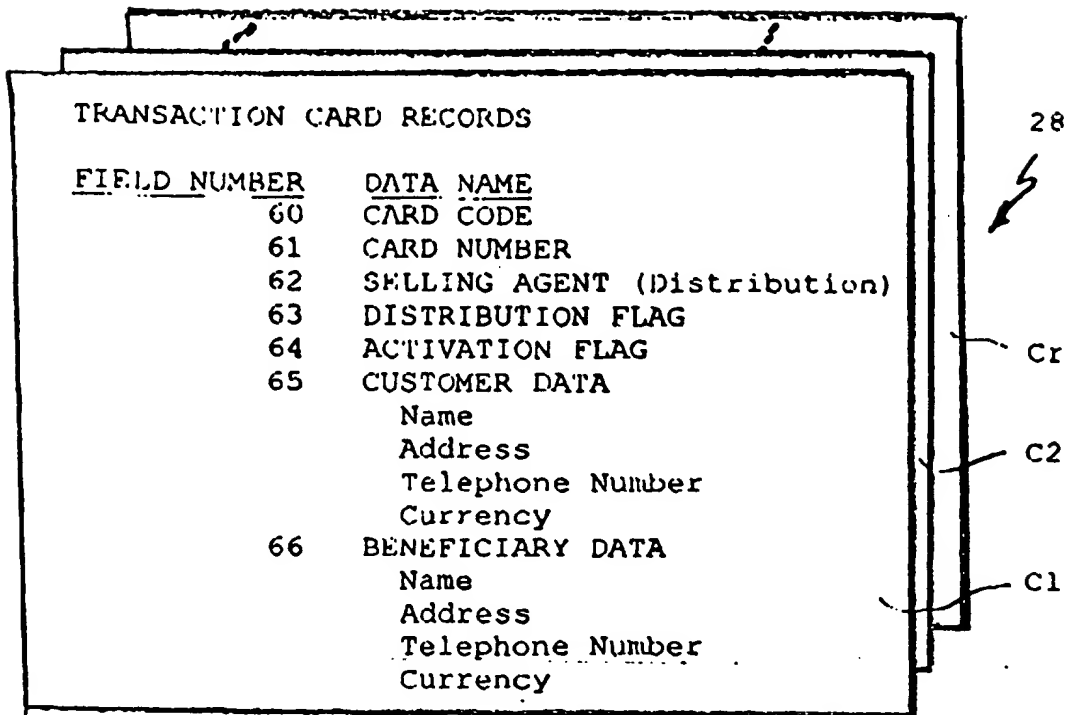 TRANSACTION CARD RECORDS
28
FIELD NUMBER DATA NAME
60 CARD CODE
61 CARD NUMBER
62 SELLING AGENT (Distribution)
63 DISTRIBUTION FLAG
64 ACTIVATION FLAG
Cr
65 CUSTOMER DATA
Name
Address
C2
Telephone Number
Currency
66 BENEFICIARY DATA
Name
C1
Address
Telephone Number
Currency